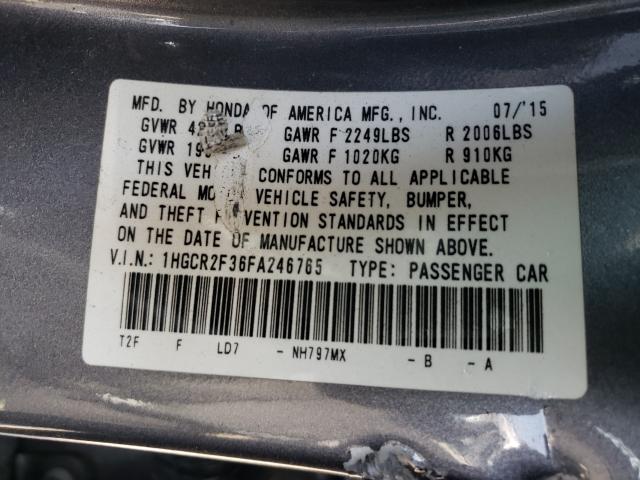 MFD. BY HONDA OF AMERICA MFG., INC. 07/'15
GVWR GAWR F 2249LBS R 2006LBS
GVWR GAWR F 1020KG R 910KG
THIS CONFORMS TO ALL APPLICABLE
FEDERAL VEHICLE SAFETY, BUMPER,
AND THEFT STANDARDS IN EFFECT
ON THE DATE OF MANUFACTURE SHOWN ABOVE.
V.I.N.: 1HGCR2F36FA246765 TYPE: PASSENGER CAR
T2F F LD7 - NH797MX - B - A